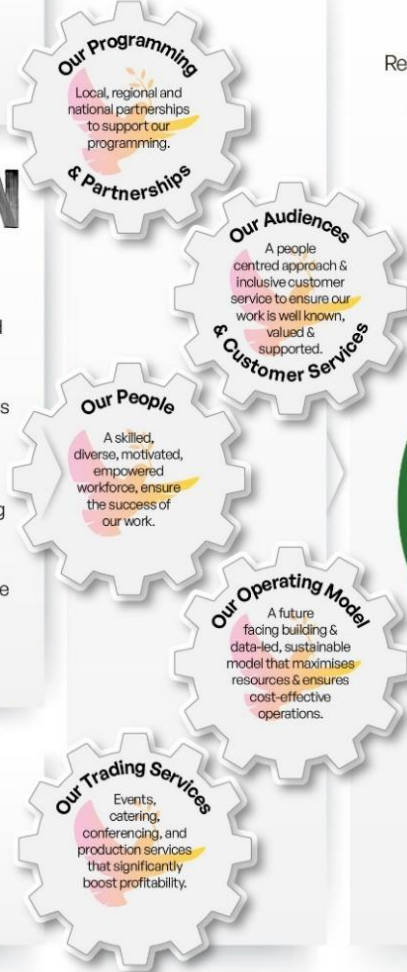 Our Programming
Local, regional and
national partnerships
to support our
programming.
& Partnerships
Re
N
Our Audiences
A people
centred approach &
inclusive customer
service to ensure our
work is well known,
valued &
supported.
& Customer Services
s
Our People
A skilled,
diverse, motivated,
empowered
workforce, ensure
the success of
our work.
g
e
Our Operating Model
A future
facing building &
data-led, sustainable
model that maximises
resources & ensures
cost-effective
operations.
Our Trading Services
Events,
catering,
conferencing, and
production services
that significantly
boost profitability.